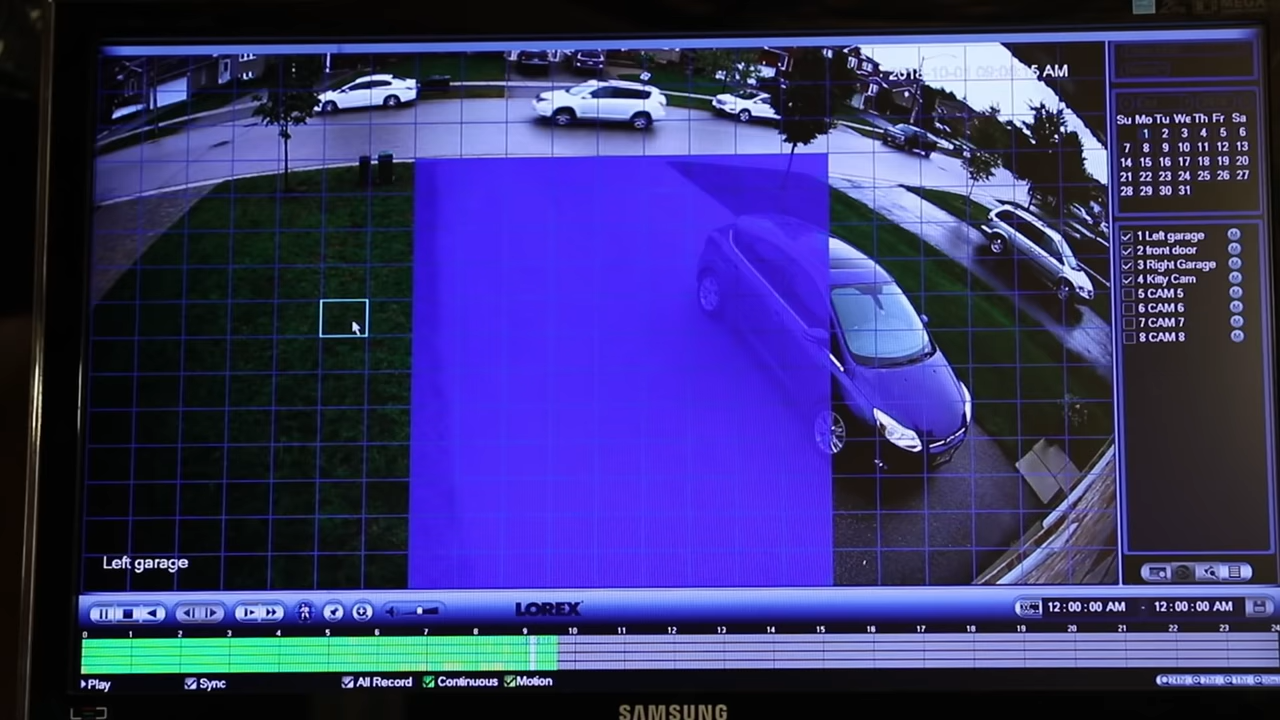 AM
Su Mo Tu We Th Fr Sa
1 2 3 4 5 6
7 8 9 10 11 12 13
14 15 16 17 18 19 20
21 22 23 24 25 26 27
28 29 30 31
1 Left garage
2 front door
3 Right Garage
4 Kitty Cam
5 CAM 5
6 CAM 6
7 CAM 7
8 CAM 8
Left garage
LOREX
12:00:00 AM - 12:00:00 AM
0 1 2 3 4 5 6 7 8 9 10 11 12 13 14 15 16 17 18 19 20 21 22 23 24
Play Sync All Record Continuous Motion
SAMSUNG